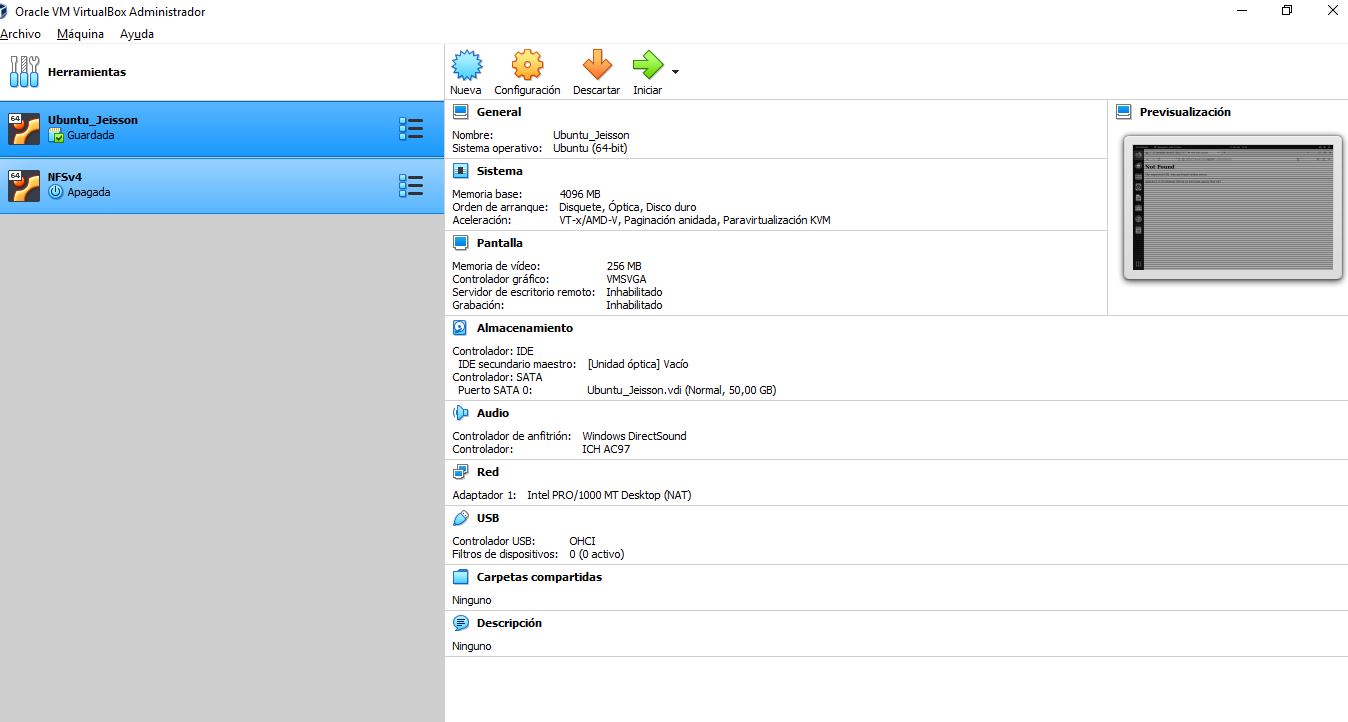 Oracle VM VirtualBox Administrador
Archivo Máquina Ayuda
Herramientas
64
Ubuntu_Jeisson
Guardada
64
NFSv4
Apagada
Nueva Configuración Descartar Iniciar
General
Nombre: Ubuntu_Jeisson
Sistema operativo: Ubuntu (64-bit)
Sistema
Memoria base: 4096 MB
Orden de arranque: Disquete, Óptica, Disco duro
Aceleración: VT-x/AMD-V, Paginación anidada, Paravirtualización KVM
Pantalla
Memoria de vídeo: 256 MB
Controlador gráfico: VMSVGA
Servidor de escritorio remoto: Inhabilitado
Grabación: Inhabilitado
Almacenamiento
Controlador: IDE
IDE secundario maestro: [Unidad óptica] Vacío
Controlador: SATA
Puerto SATA 0: Ubuntu_Jeisson.vdi (Normal, 50,00 GB)
Audio
Controlador de anfitrión: Windows DirectSound
Controlador: ICH AC97
Red
Adaptador 1: Intel PRO/1000 MT Desktop (NAT)
USB
Controlador USB: OHCI
Filtros de dispositivos: 0 (0 activo)
Carpetas compartidas
Ninguno
Descripción
Ninguno
Previsualización
Not Found